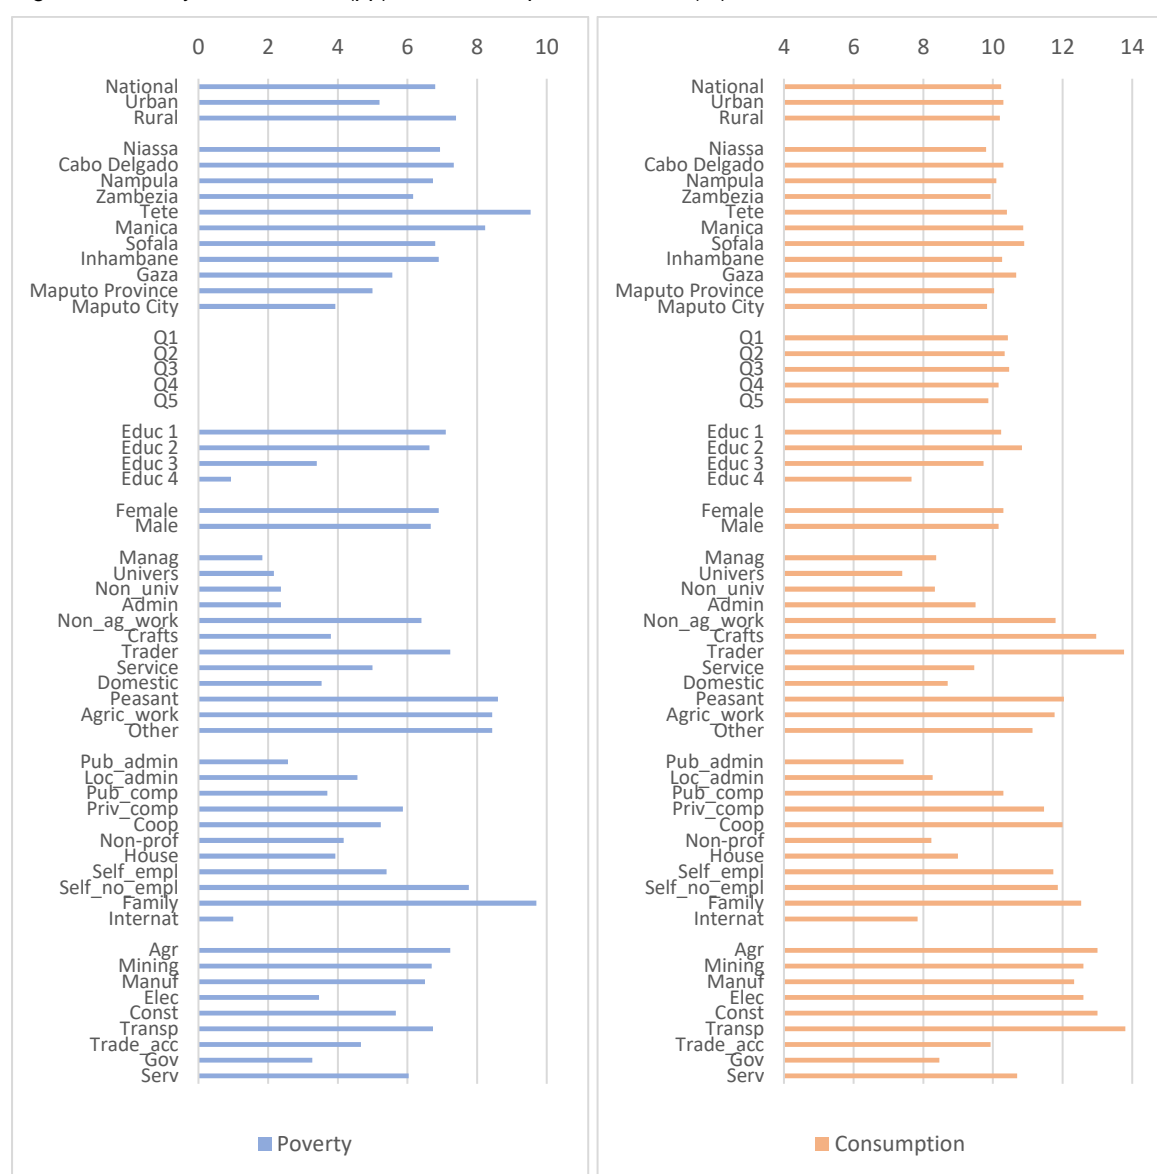 0 2 4 6 8 10
National
Urban
Rural
Niassa
Cabo Delgado
Nampula
Zambezia
Tete
Manica
Sofala
Inhambane
Gaza
Maputo Province
Maputo City
Q1
Q2
Q3
Q4
Q5
Educ 1
Educ 2
Educ 3
Educ 4
Female
Male
Manag
Univers
Non_univ
Admin
Non_ag_work
Crafts
Trader
Service
Domestic
Peasant
Agric_work
Other
Pub_admin
Loc_admin
Pub_comp
Priv_comp
Coop
Non-prof
House
Self_empl
Self_no_empl
Family
Internat
Agr
Mining
Manuf
Elec
Const
Transp
Trade_acc
Gov
Serv
Poverty
4 6 8 10 12 14
National
Urban
Rural
Niassa
Cabo Delgado
Nampula
Zambezia
Tete
Manica
Sofala
Inhambane
Gaza
Maputo Province
Maputo City
Q1
Q2
Q3
Q4
Q5
Educ 1
Educ 2
Educ 3
Educ 4
Female
Male
Manag
Univers
Non_univ
Admin
Non_ag_work
Crafts
Trader
Service
Domestic
Peasant
Agric_work
Other
Pub_admin
Loc_admin
Pub_comp
Priv_comp
Coop
Non-prof
House
Self_empl
Self_no_empl
Family
Internat
Agr
Mining
Manuf
Elec
Const
Transp
Trade_acc
Gov
Serv
Consumption